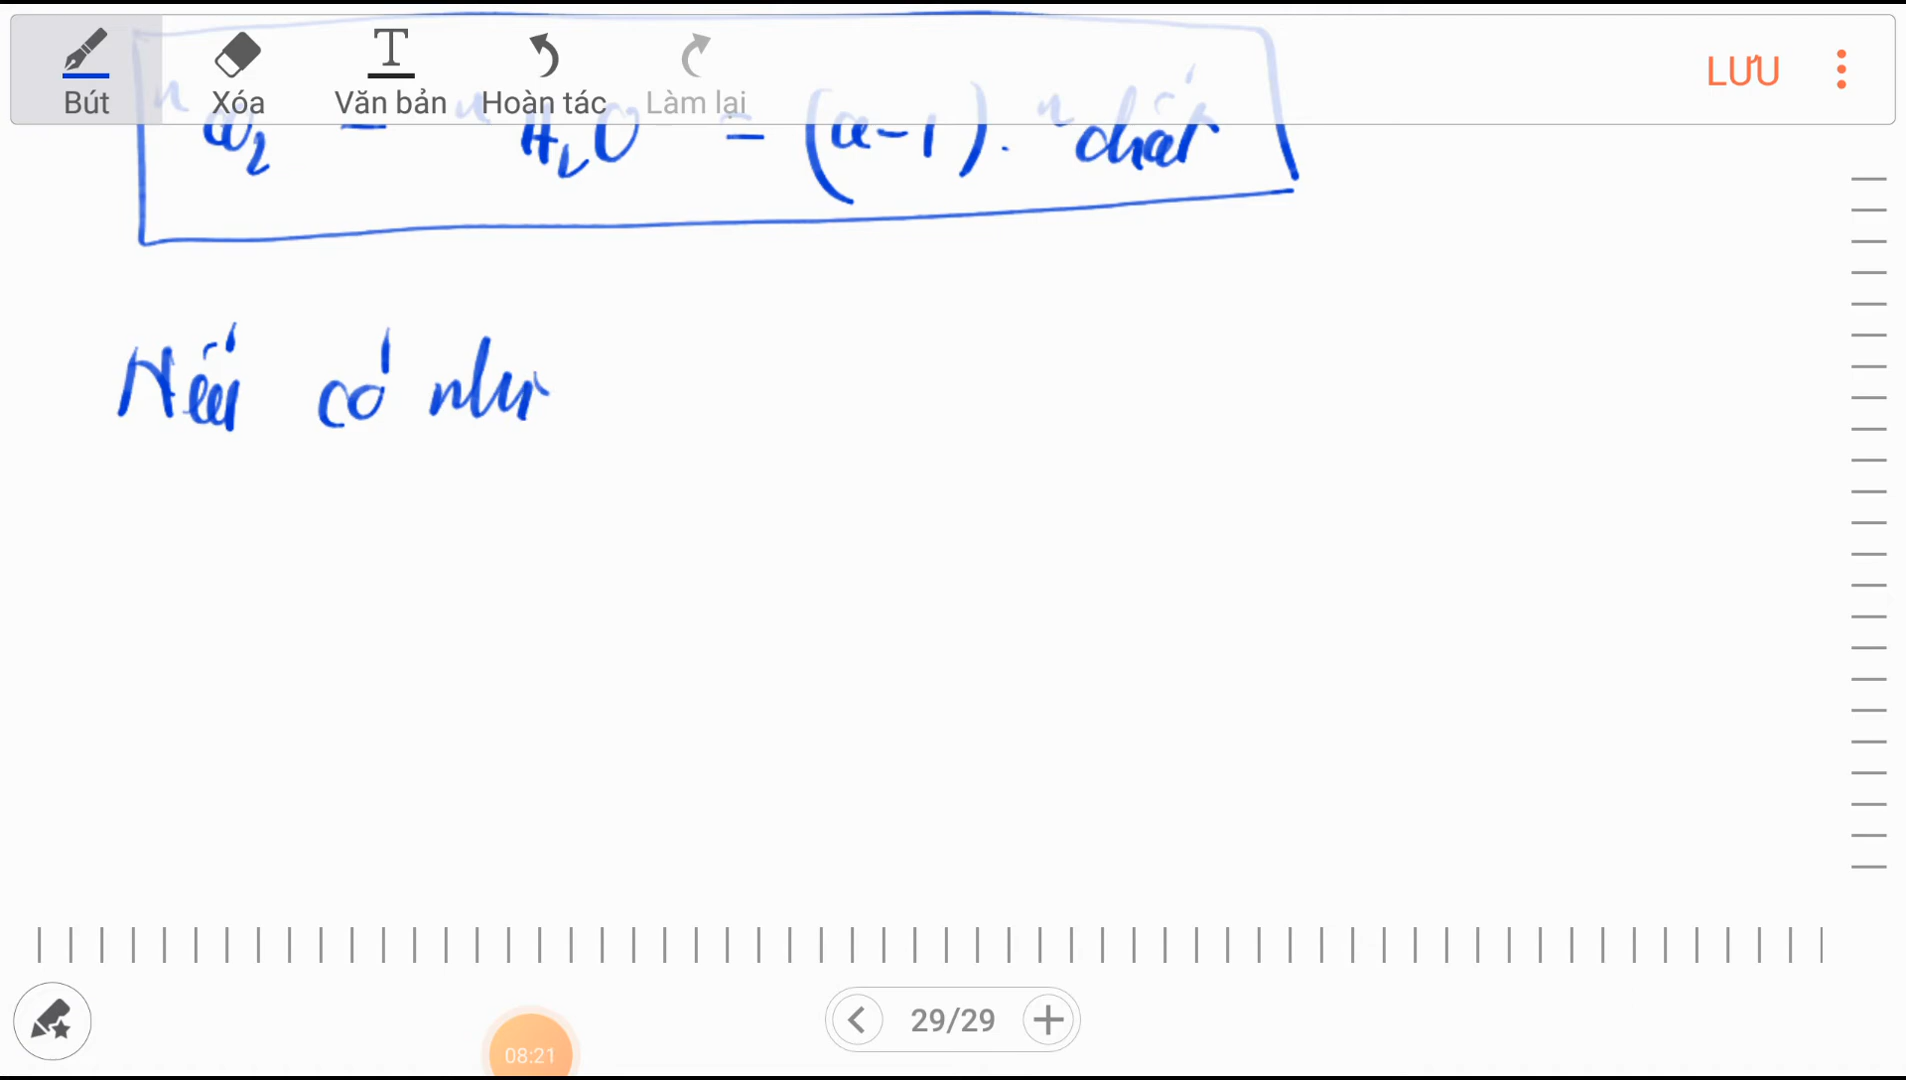 Bút Xóa Văn bản Hoàn tác Làm lại LƯU
n CO2 - n H2O = (a-1). n chất
Nếu có như
29/29
08:21